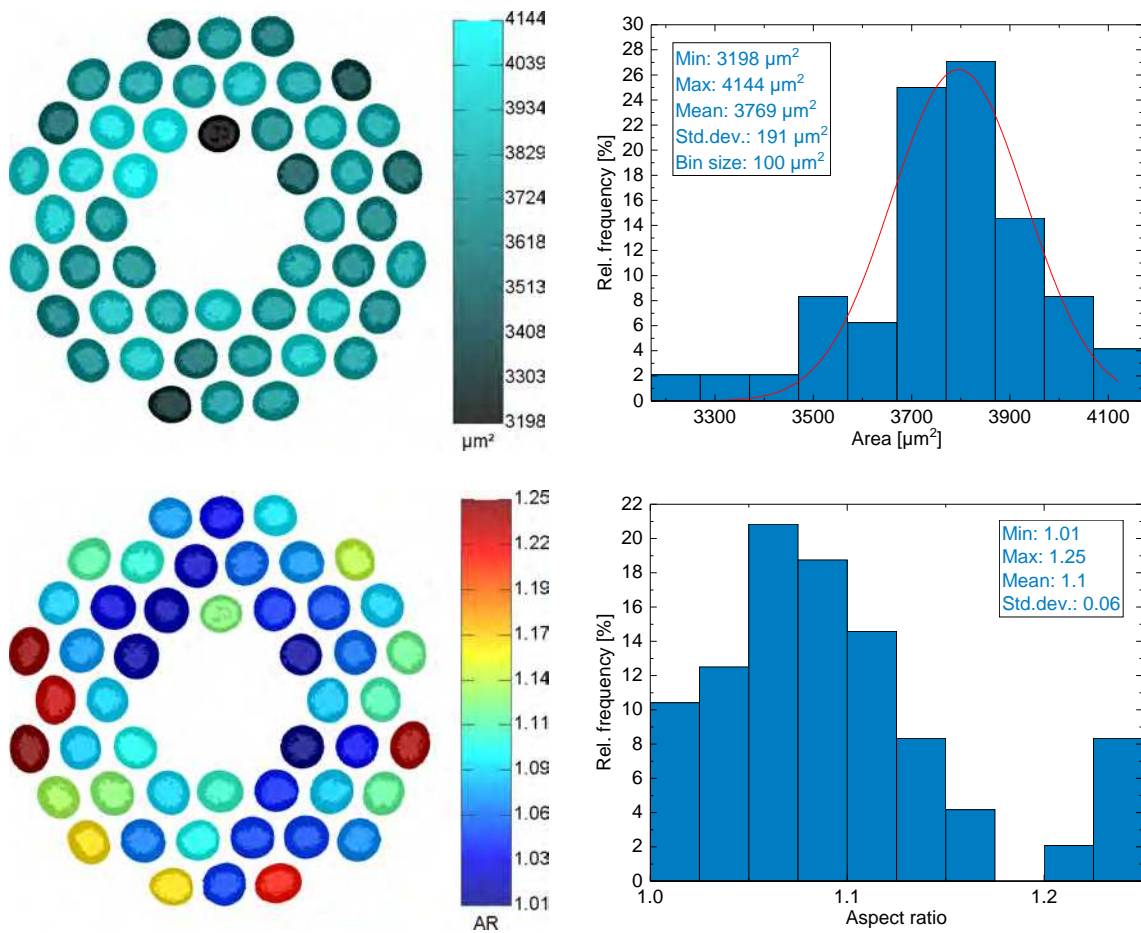 4144
4039
3934
3829
3724
3618
3513
3408
3303
3198
µm²
30
28
26
24
22
20
18
16
14
12
10
8
6
4
2
0
Rel. frequency [%]
Min: 3198 µm²
Max: 4144 µm²
Mean: 3769 µm²
Std.dev.: 191 µm²
Bin size: 100 µm²
3300 3500 3700 3900 4100
Area [µm²]
1.25
1.22
1.19
1.17
1.14
1.11
1.09
1.06
1.03
1.01
AR
22
20
18
16
14
12
10
8
6
4
2
0
Rel. frequency [%]
Min: 1.01
Max: 1.25
Mean: 1.1
Std.dev.: 0.06
1.0 1.1 1.2
Aspect ratio